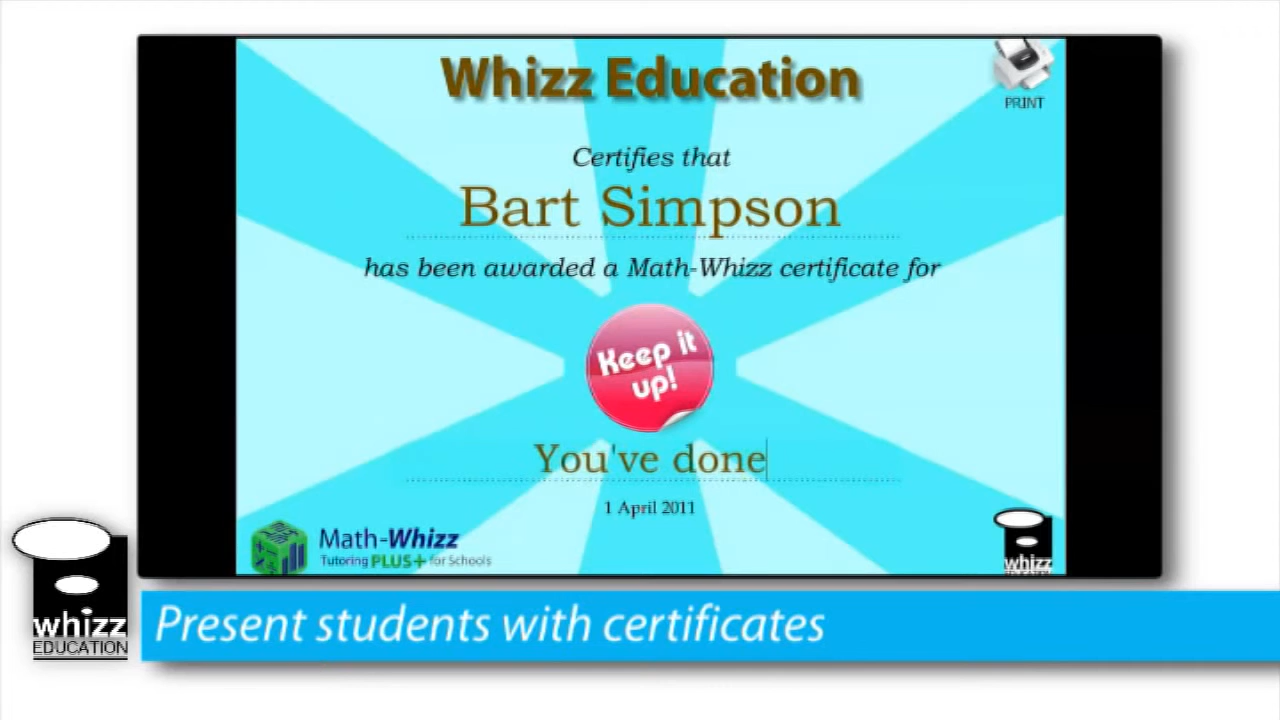 Whizz Education
PRINT
Certifies that
Bart Simpson
has been awarded a Math-Whizz certificate for
Keep it
up!
You've done
1 April 2011
Math-Whizz
Tutoring PLUS+ for Schools
whizz
whizz
EDUCATION
Present students with certificates